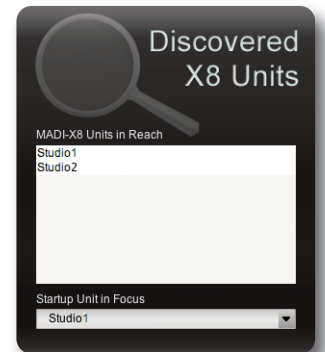 Discovered
X8 Units
MADI-X8 Units in Reach
Studio1
Studio2
Startup Unit in Focus
Studio1